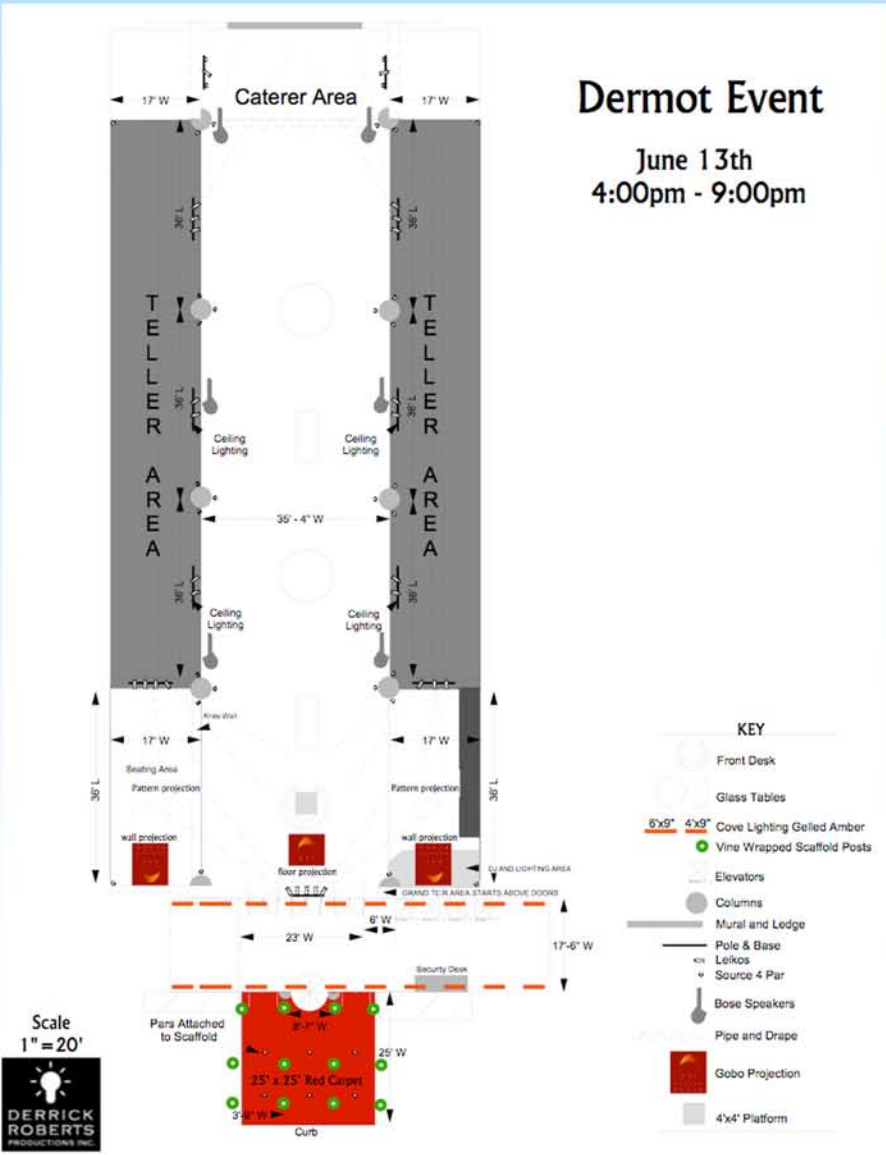 Dermot Event
June 13th
4:00pm - 9:00pm
17' W
Caterer Area
17' W
36' L
36' L
TELLER AREA
TELLER AREA
36' L
36' L
Ceiling
Lighting
Ceiling
Lighting
35' - 4" W
36' L
36' L
Ceiling
Lighting
Ceiling
Lighting
Knee Wall
17' W
17' W
Seating Area
Pattern projection
Pattern projection
36' L
36' L
wall projection
wall projection
floor projection
DJ AND LIGHTING AREA
GRAND TEIR AREA STARTS ABOVE DOORS
6' W
23' W
17'-6" W
Security Desk
Pars Attached
to Scaffold
8'-7" W
25' W
25' x 25' Red Carpet
W
Curb
KEY
Front Desk
Glass Tables
6'x9" 4'x9" Cove Lighting Gelled Amber
Vine Wrapped Scaffold Posts
Elevators
Columns
Mural and Ledge
Pole & Base
Leikos
Source 4 Par
Bose Speakers
Pipe and Drape
Gobo Projection
4'x4' Platform
Scale
1" = 20'
DERRICK
ROBERTS
PRODUCTIONS INC.